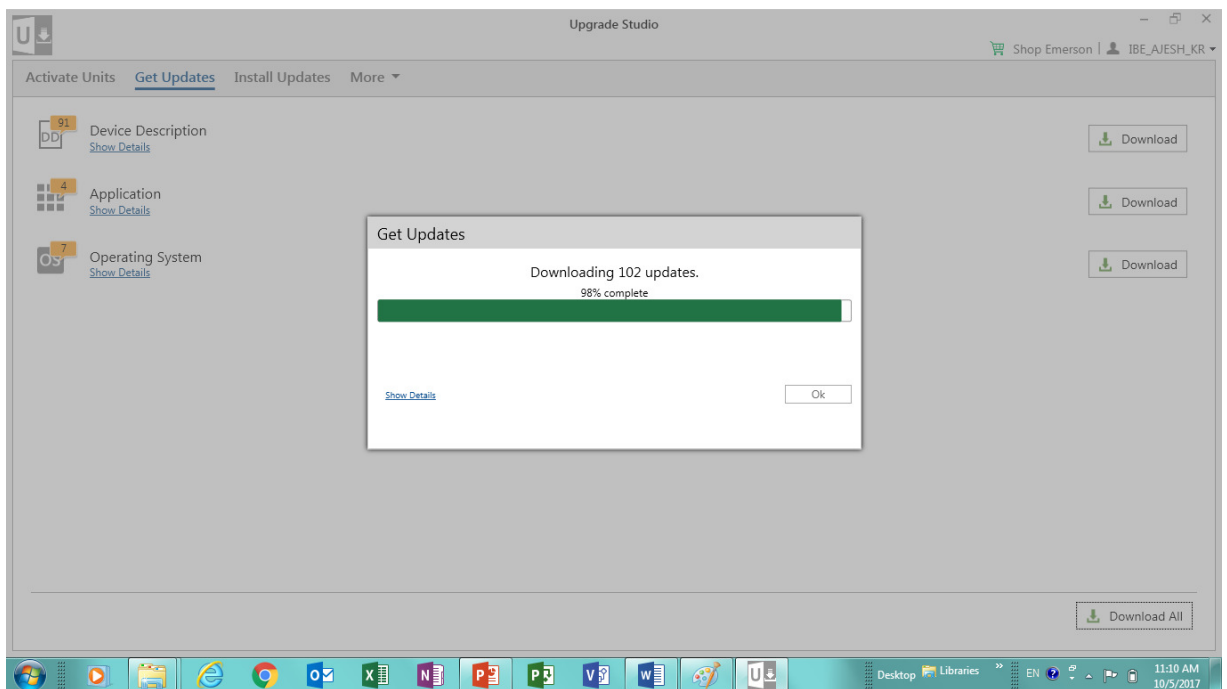 Upgrade Studio
U
Shop Emerson | IBE_AJESH_KR
Activate Units Get Updates Install Updates More
91
DD
Device Description
Show Details
Download
4
Application
Show Details
Download
7
OS
Operating System
Show Details
Download
Get Updates
Downloading 102 updates.
98% complete
Show Details
Ok
Download All
Desktop Libraries » EN 11:10 AM
10/5/2017